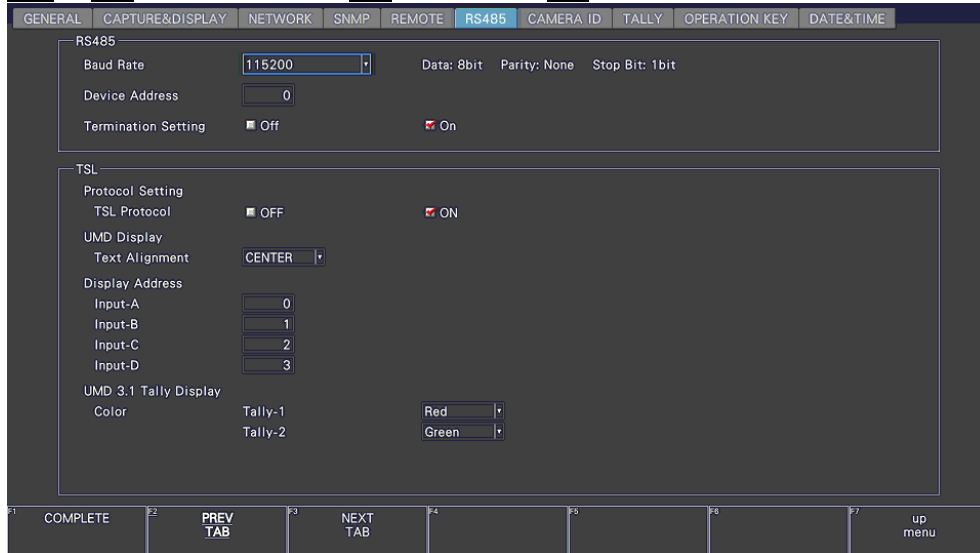 GENERAL CAPTURE&DISPLAY NETWORK SNMP REMOTE RS485 CAMERA ID TALLY OPERATION KEY DATE&TIME
RS485
Baud Rate 115200 Data: 8bit Parity: None Stop Bit: 1bit
Device Address 0
Termination Setting Off On
TSL
Protocol Setting
TSL Protocol OFF ON
UMD Display
Text Alignment CENTER
Display Address
Input-A 0
Input-B 1
Input-C 2
Input-D 3
UMD 3.1 Tally Display
Color Tally-1 Red
Tally-2 Green
F1 COMPLETE F2 PREV TAB F3 NEXT TAB F4 F5 F6 F7 up menu